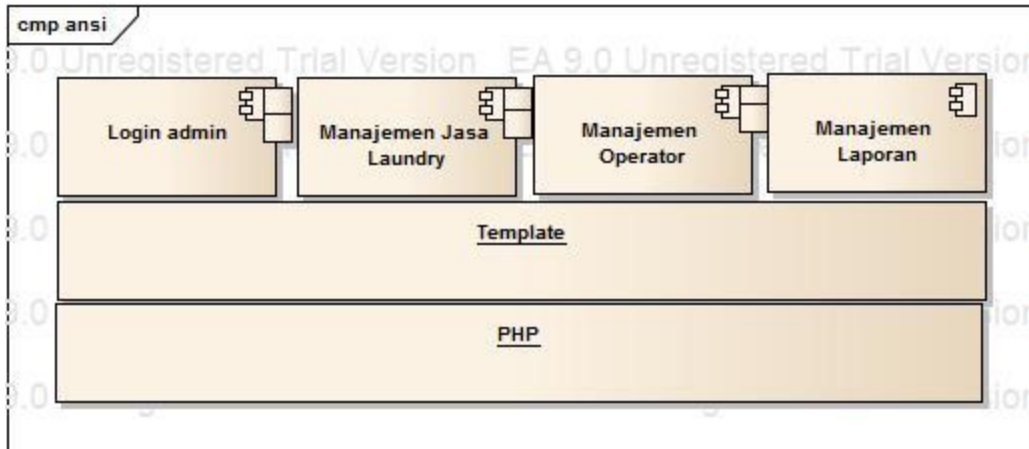 cmp ansi
9.0 Unregistered Trial Version EA 9.0 Unregistered Trial Version
Login admin
Manajemen Jasa
Laundry
Manajemen
Operator
Manajemen
Laporan
Template
PHP